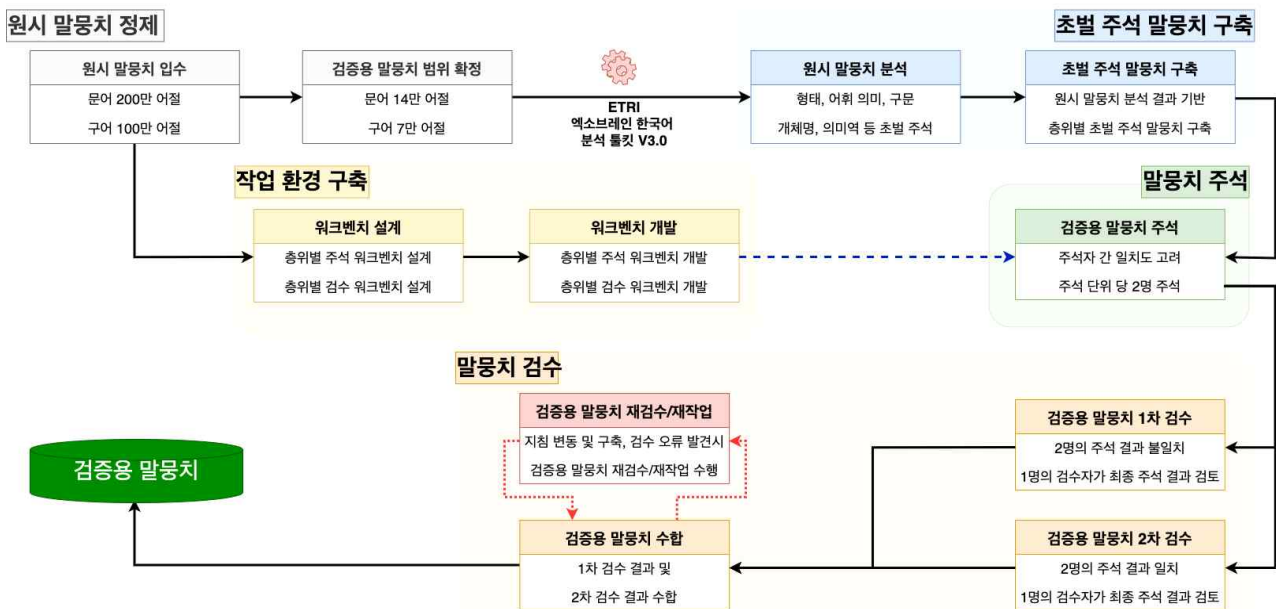 원시 말뭉치 정제
원시 말뭉치 입수
문어 200만 어절
구어 100만 어절
검증용 말뭉치 범위 확정
문어 14만 어절
구어 7만 어절
ETRI
엑소브레인 한국어
분석 툴킷 V3.0
초벌 주석 말뭉치 구축
원시 말뭉치 분석
형태, 어휘 의미, 구문
개체명, 의미역 등 초벌 주석
초벌 주석 말뭉치 구축
원시 말뭉치 분석 결과 기반
층위별 초벌 주석 말뭉치 구축
작업 환경 구축
워크벤치 설계
층위별 주석 워크벤치 설계
층위별 검수 워크벤치 설계
워크벤치 개발
층위별 주석 워크벤치 개발
층위별 검수 워크벤치 개발
말뭉치 주석
검증용 말뭉치 주석
주석자 간 일치도 고려
주석 단위 당 2명 주석
말뭉치 검수
검증용 말뭉치 재검수/재작업
지침 변동 및 구축, 검수 오류 발견시
검증용 말뭉치 재검수/재작업 수행
검증용 말뭉치 1차 검수
2명의 주석 결과 불일치
1명의 검수자가 최종 주석 결과 검토
검증용 말뭉치
검증용 말뭉치 수합
1차 검수 결과 및
2차 검수 결과 수합
검증용 말뭉치 2차 검수
2명의 주석 결과 일치
1명의 검수자가 최종 주석 결과 검토